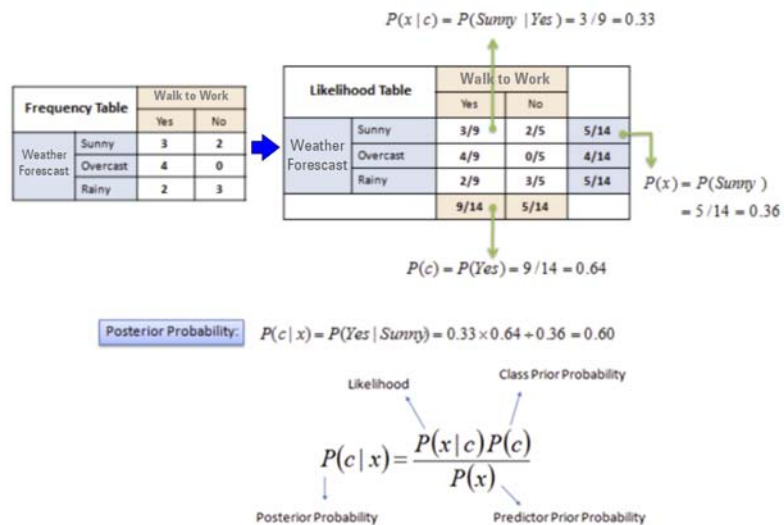 P(x | c) = P(Sunny | Yes) = 3 / 9 = 0.33
Frequency Table
Walk to Work
Yes No
Weather Forescast
Sunny 3 2
Overcast 4 0
Rainy 2 3
Likelihood Table
Walk to Work
Yes No
Weather Forescast
Sunny 3/9 2/5 5/14
Overcast 4/9 0/5 4/14
Rainy 2/9 3/5 5/14
9/14 5/14
P(x) = P(Sunny )
= 5 / 14 = 0.36
P(c) = P(Yes) = 9 / 14 = 0.64
Posterior Probability: P(c | x) = P(Yes | Sunny) = 0.33 × 0.64 ÷ 0.36 = 0.60
Likelihood
Class Prior Probability
P(c | x) = P(x | c)P(c)
P(x)
Posterior Probability
Predictor Prior Probability